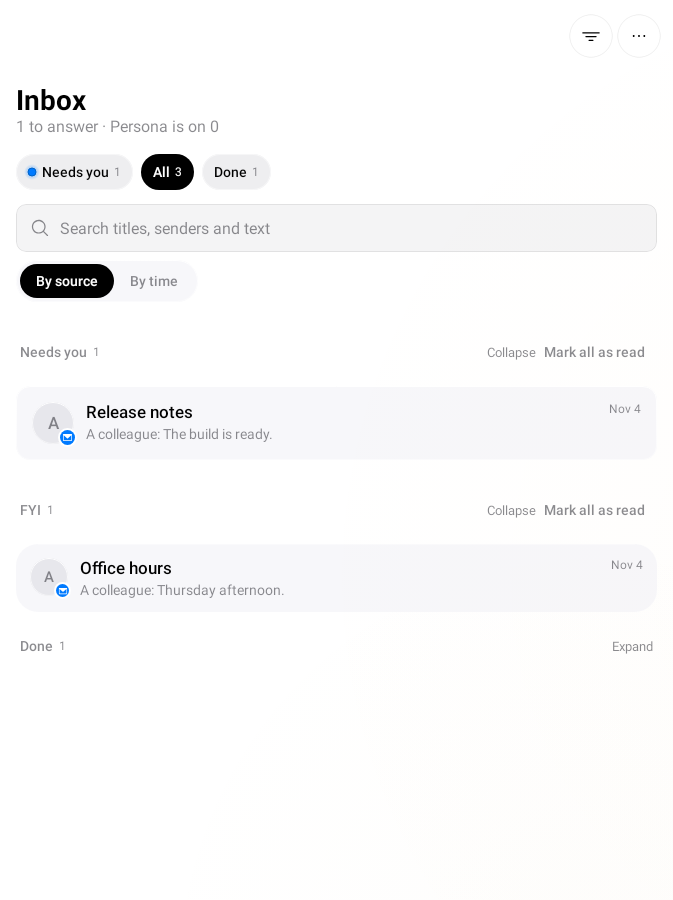 Inbox
1 to answer · Persona is on 0
Needs you 1 All 3 Done 1
Search titles, senders and text
By source By time
Needs you 1 Collapse Mark all as read
A Release notes Nov 4
A colleague: The build is ready.
FYI 1 Collapse Mark all as read
A Office hours Nov 4
A colleague: Thursday afternoon.
Done 1 Expand